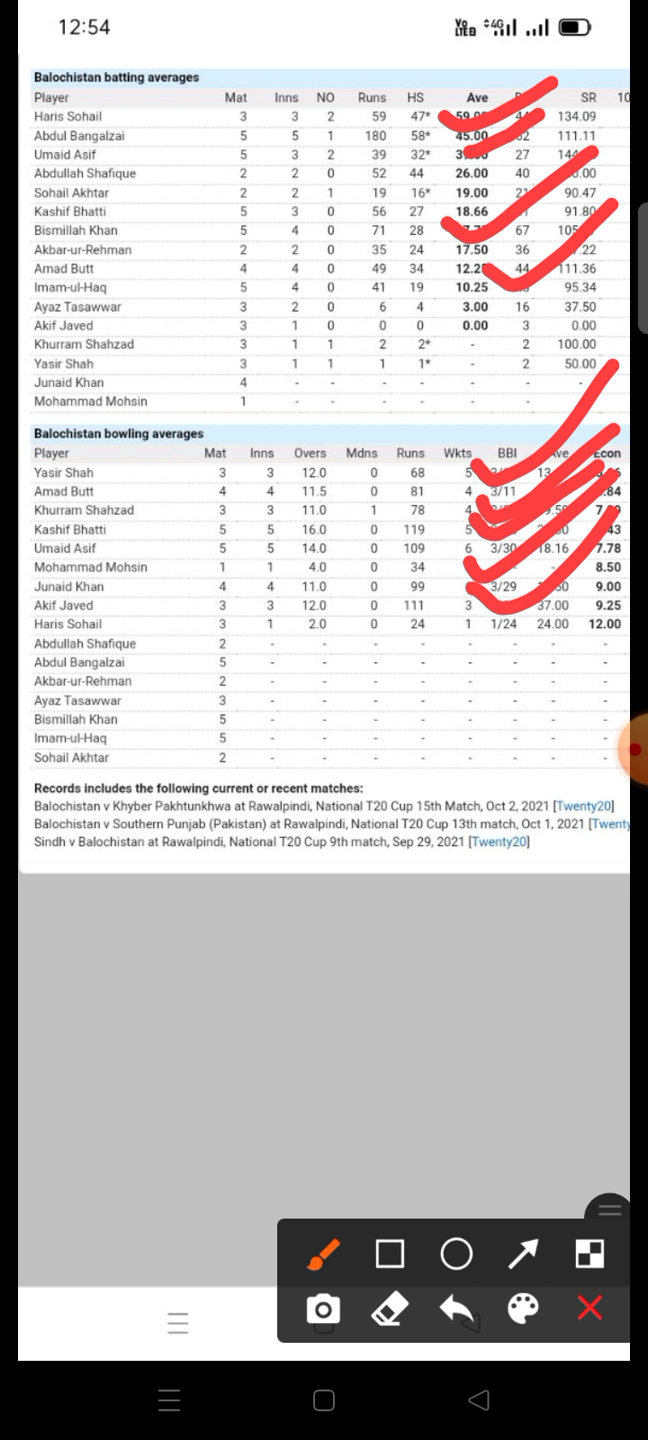 12:54
Vo LTE 4G
Balochistan batting averages
Player Mat Inns NO Runs HS Ave SR 10
Haris Sohail 3 3 2 59 47* 134.09
Abdul Bangalzai 5 5 1 180 58* 45.00 111.11
Umaid Asif 5 3 2 39 32* 27
Abdullah Shafique 2 2 0 52 44 26.00 40
Sohail Akhtar 2 2 1 19 16* 19.00 90.47
Kashif Bhatti 5 3 0 56 27 18.66 91.80
Bismillah Khan 5 4 0 71 28 67
Akbar-ur-Rehman 2 2 0 35 24 17.50 36
Amad Butt 4 4 0 49 34 44 111.36
Imam-ul-Haq 5 4 0 41 19 10.25 95.34
Ayaz Tasawwar 3 2 0 6 4 3.00 16 37.50
Akif Javed 3 1 0 0 0 0.00 3 0.00
Khurram Shahzad 3 1 1 2 2* - 2 100.00
Yasir Shah 3 1 1 1 1* - 2 50.00
Junaid Khan 4 - - - - - - -
Mohammad Mohsin 1 - - - - - - -
Balochistan bowling averages
Player Mat Inns Overs Mdns Runs Wkts BBI Ave Econ
Yasir Shah 3 3 12.0 0 68 5
Amad Butt 4 4 11.5 0 81 4 3/11
Khurram Shahzad 3 3 11.0 1 78 4
Kashif Bhatti 5 5 16.0 0 119 5
Umaid Asif 5 5 14.0 0 109 6 3/30 18.16 7.78
Mohammad Mohsin 1 1 4.0 0 34 8.50
Junaid Khan 4 4 11.0 0 99 3/29 9.00
Akif Javed 3 3 12.0 0 111 3 37.00 9.25
Haris Sohail 3 1 2.0 0 24 1 1/24 24.00 12.00
Abdullah Shafique 2 - - - - - - - -
Abdul Bangalzai 5 - - - - - - - -
Akbar-ur-Rehman 2 - - - - - - - -
Ayaz Tasawwar 3 - - - - - - - -
Bismillah Khan 5 - - - - - - - -
Imam-ul-Haq 5 - - - - - - - -
Sohail Akhtar 2 - - - - - - - -
Records includes the following current or recent matches:
Balochistan v Khyber Pakhtunkhwa at Rawalpindi, National T20 Cup 15th Match, Oct 2, 2021 [Twenty20]
Balochistan v Southern Punjab (Pakistan) at Rawalpindi, National T20 Cup 13th match, Oct 1, 2021 [Twenty
Sindh v Balochistan at Rawalpindi, National T20 Cup 9th match, Sep 29, 2021 [Twenty20]